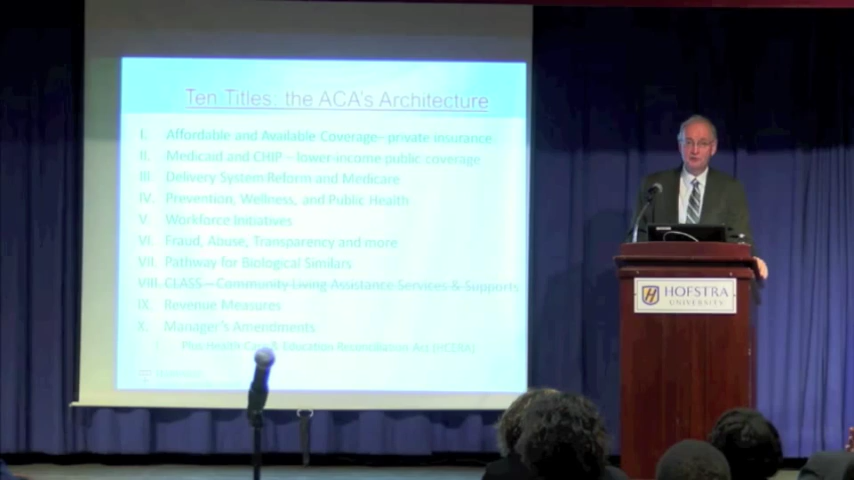 Ten Titles: the ACA's Architecture
I. Affordable and Available Coverage– private insurance
II. Medicaid and CHIP – lower-income public coverage
III. Delivery System Reform and Medicare
IV. Prevention, Wellness, and Public Health
V. Workforce Initiatives
VI. Fraud, Abuse, Transparency and more
VII. Pathway for Biological Similars
VIII. CLASS – Community Living Assistance Services & Supports
IX. Revenue Measures
X. Manager's Amendments
Plus Health Care & Education Reconciliation Act (HCERA)
HOFSTRA
UNIVERSITY